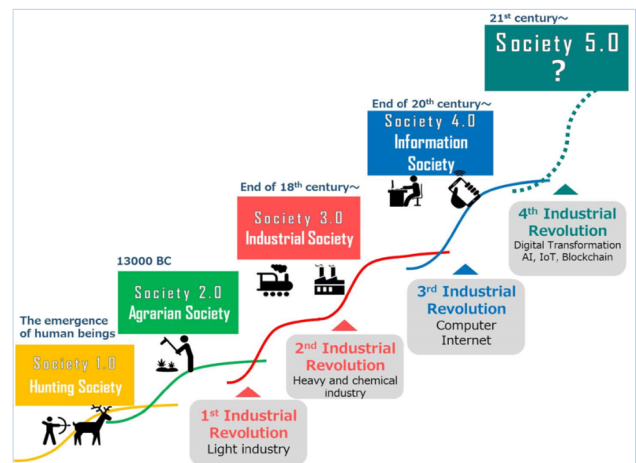 21st century～
Society 5.0
?
End of 20th century～
Society 4.0
Information
Society
End of 18th century～
Society 3.0
Industrial Society
4th Industrial
Revolution
Digital Transformation
AI, IoT, Blockchain
13000 BC
Society 2.0
Agrarian Society
3rd Industrial
Revolution
Computer
Internet
The emergence
of human beings
Society 1.0
Hunting Society
2nd Industrial
Revolution
Heavy and chemical
industry
1st Industrial
Revolution
Light industry